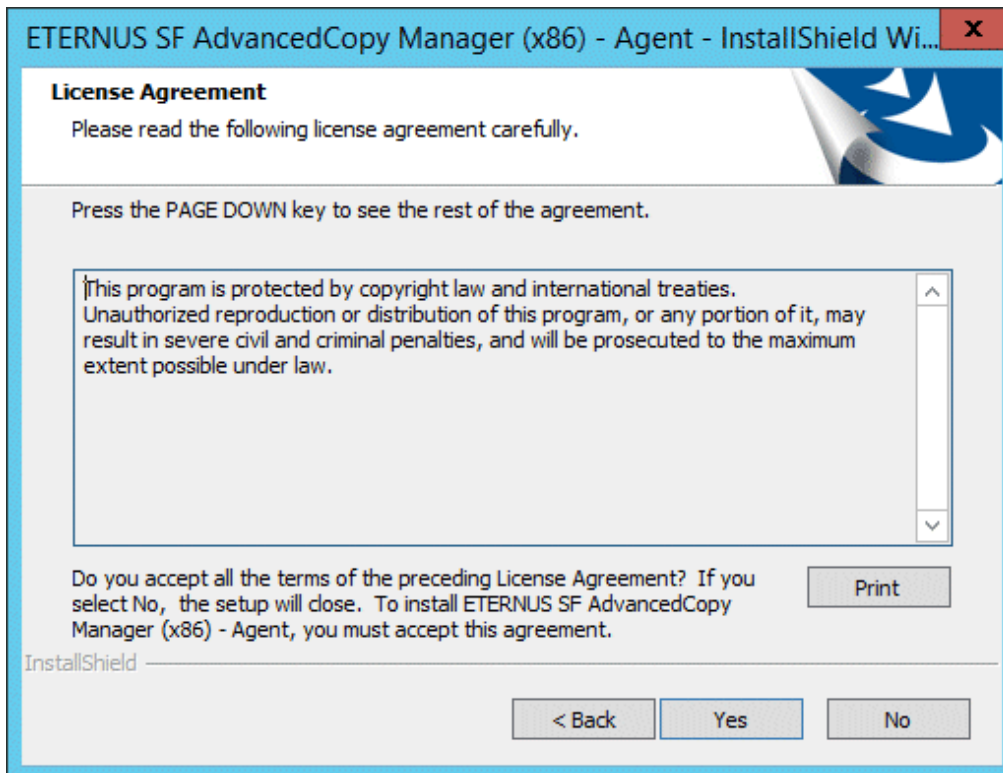 ETERNUS SF AdvancedCopy Manager (x86) - Agent - InstallShield Wi...
x
License Agreement
Please read the following license agreement carefully.
Press the PAGE DOWN key to see the rest of the agreement.
This program is protected by copyright law and international treaties.
Unauthorized reproduction or distribution of this program, or any portion of it, may
result in severe civil and criminal penalties, and will be prosecuted to the maximum
extent possible under law.
Do you accept all the terms of the preceding License Agreement?  If you
select No,  the setup will close.  To install ETERNUS SF AdvancedCopy
Manager (x86) - Agent, you must accept this agreement.
Print
InstallShield
< Back
Yes
No